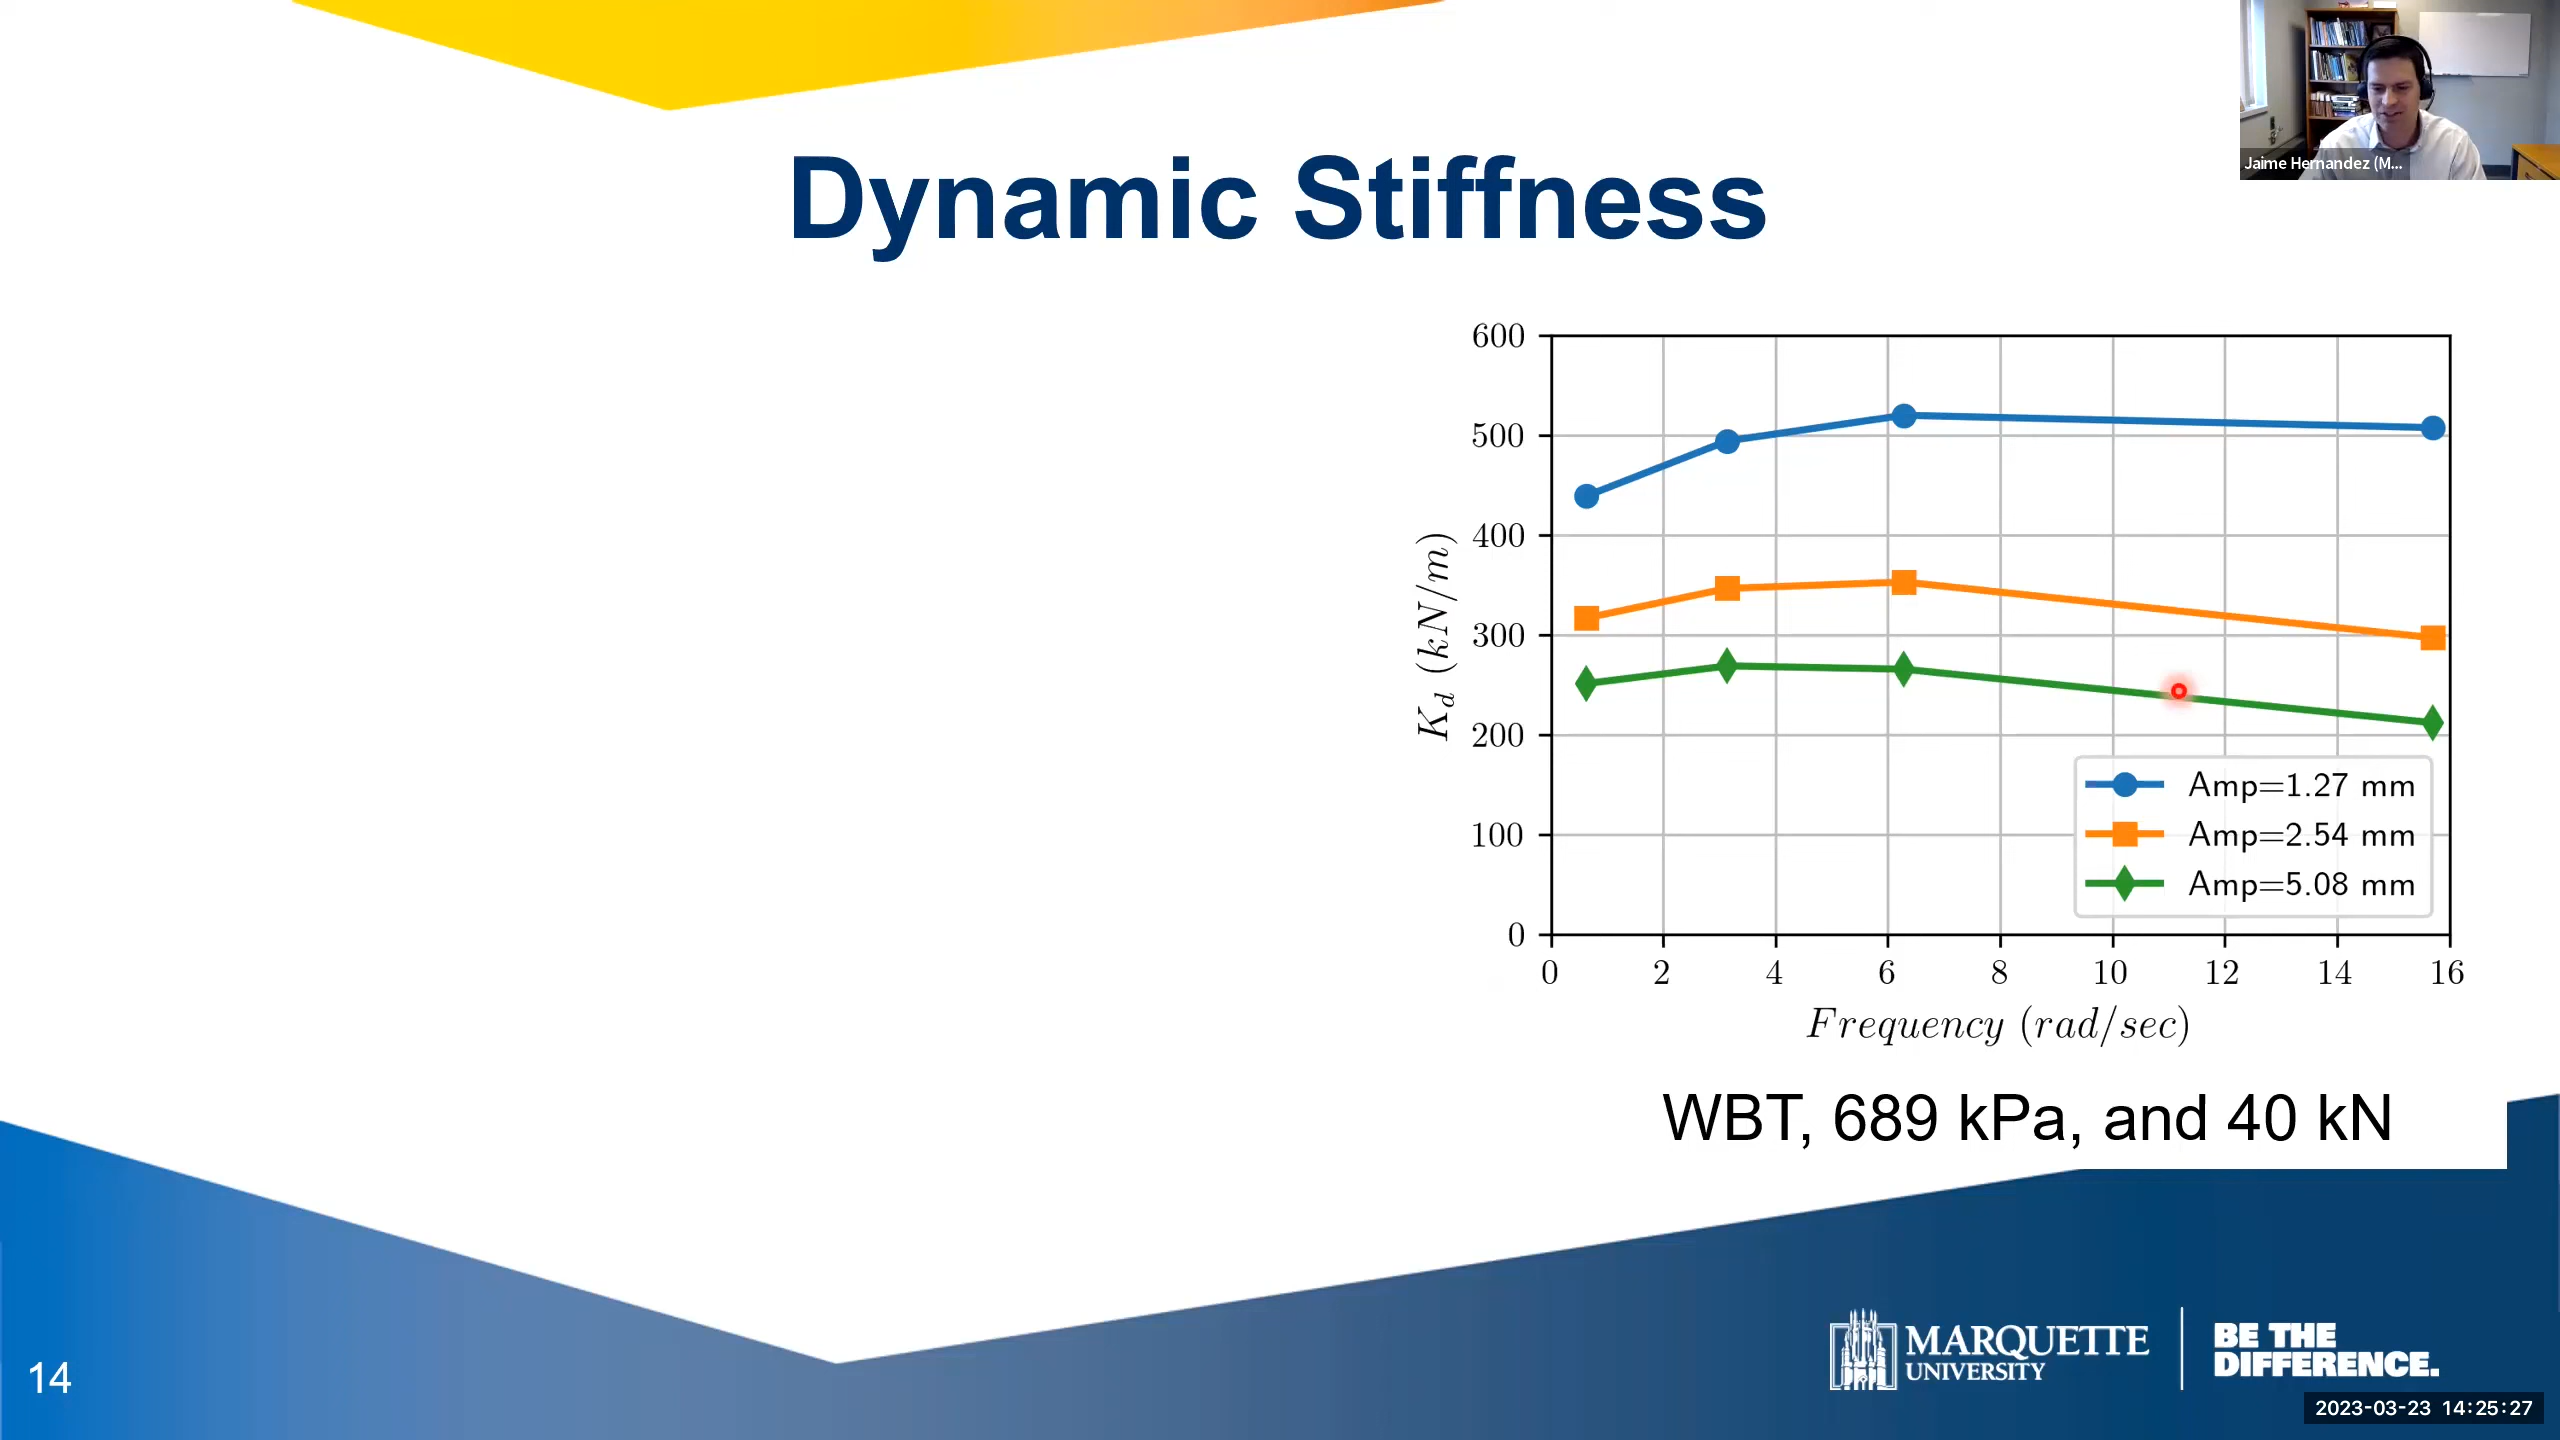 Jaime Hernandez (M...
Dynamic Stiffness
600
500
400
300
200
100
0
K_d (kN/m)
0 2 4 6 8 10 12 14 16
Frequency (rad/sec)
Amp=1.27 mm
Amp=2.54 mm
Amp=5.08 mm
WBT, 689 kPa, and 40 kN
14
MARQUETTE
UNIVERSITY
BE THE
DIFFERENCE.
2023-03-23 14:25:27